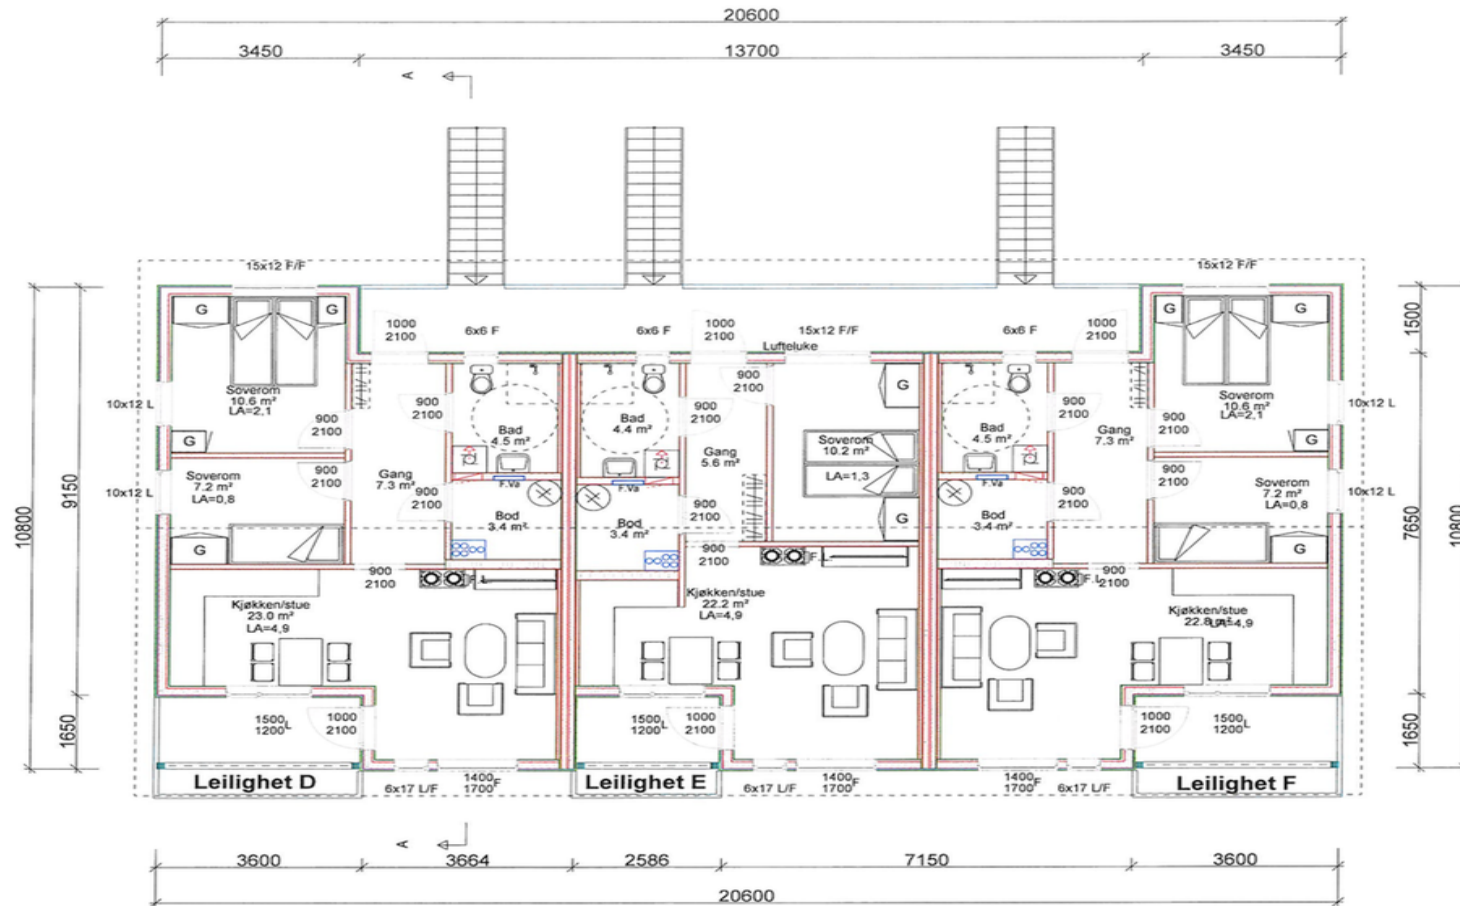 20600
3450
13700
3450
A
15x12 F/F
15x12 F/F
G
G
G
G
1000
2100
6x6 F
6x6 F
1000
2100
15x12 F/F
Lufteluke
6x6 F
1000
2100
10x12 L
Soverom
10.6 m²
LA=2,1
900
2100
G
900
2100
Bad
4.5 m²
Bad
4.4 m²
900
2100
900
2100
G
Soverom
10.2 m²
LA=1,3
G
Bad
4.5 m²
900
2100
Gang
7.3 m²
900
2100
Soverom
10.6 m²
LA=2,1
G
10x12 L
10x12 L
Soverom
7.2 m²
LA=0,8
900
2100
G
Gang
7.3 m²
900
2100
F.Va
Bod
3.4 m²
F.Va
Bod
3.4 m²
Gang
5.6 m²
900
2100
F.Va
Bod
3.4 m²
900
2100
900
2100
Soverom
7.2 m²
LA=0,8
G
10x12 L
900
2100
F.L
900
2100
F.
900
2100
F.L
Kjøkken/stue
23.0 m²
LA=4,9
Kjøkken/stue
22.2 m²
LA=4,9
Kjøkken/stue
22.8 m²
LA=4,9
1500 L
1200
1000
2100
1500 L
1200
1000
2100
1000
2100
1500 L
1200
Leilighet D
6x17 L/F
1400 F
1700
Leilighet E
6x17 L/F
1400 F
1700
1400 F
1700
6x17 L/F
Leilighet F
10800
9150
1650
1500
7650
1650
10800
A
3600
3664
2586
7150
3600
20600